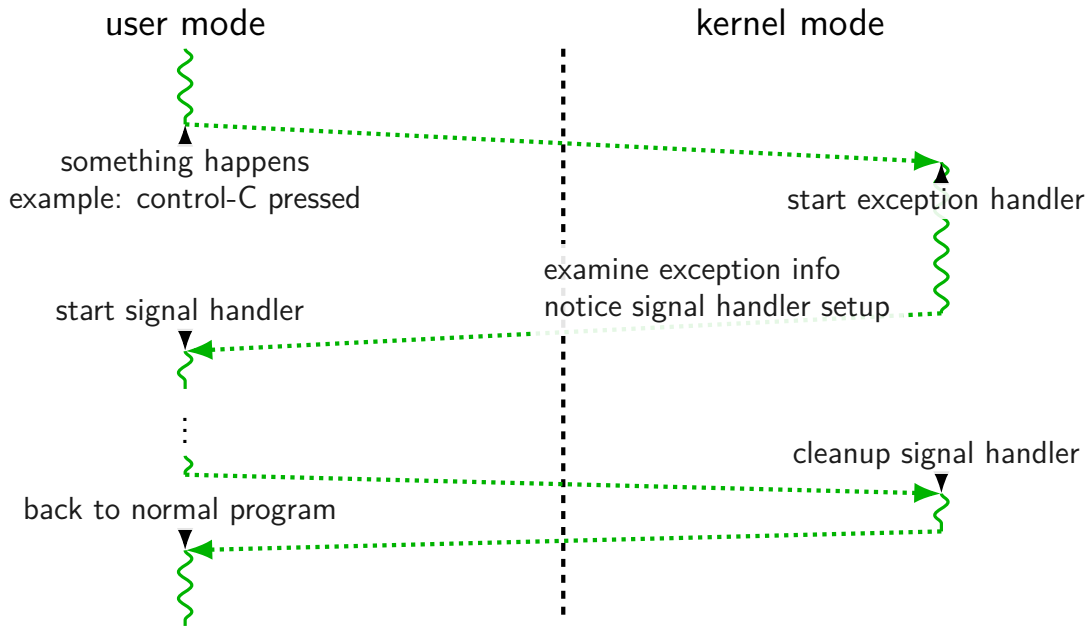 user mode
kernel mode
something happens
example: control-C pressed
start exception handler
examine exception info
notice signal handler setup
start signal handler
⋮
cleanup signal handler
back to normal program